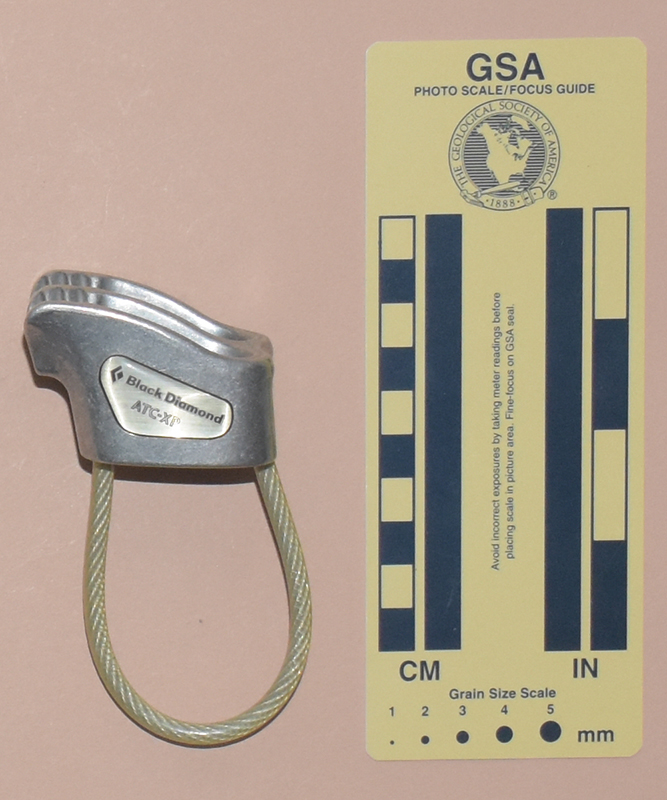 Black Diamond
ATC-XP
GSA
PHOTO SCALE/FOCUS GUIDE
THE GEOLOGICAL SOCIETY OF AMERICA
· 1888 ·
®
Avoid incorrect exposures by taking meter readings before
placing scale in picture area. Fine-focus on GSA seal.
CM
IN
Grain Size Scale
1 2 3 4 5
mm